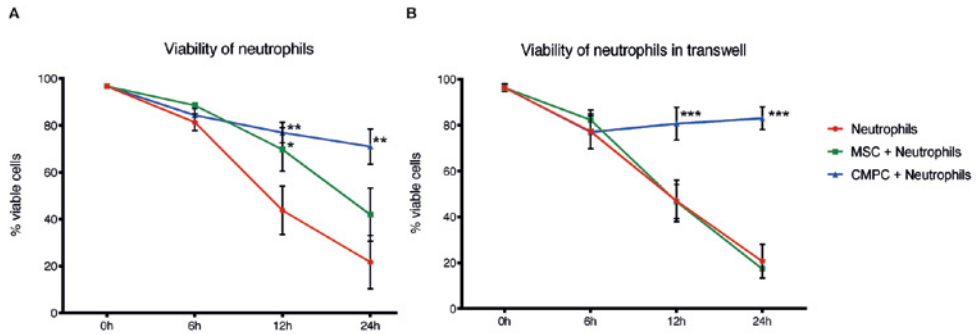 A
Viability of neutrophils
% viable cells
100
80
60
40
20
0
**
*
**
0h
6h
12h
24h
B
Viability of neutrophils in transwell
% viable cells
100
80
60
40
20
0
***
***
0h
6h
12h
24h
Neutrophils
MSC + Neutrophils
CMPC + Neutrophils